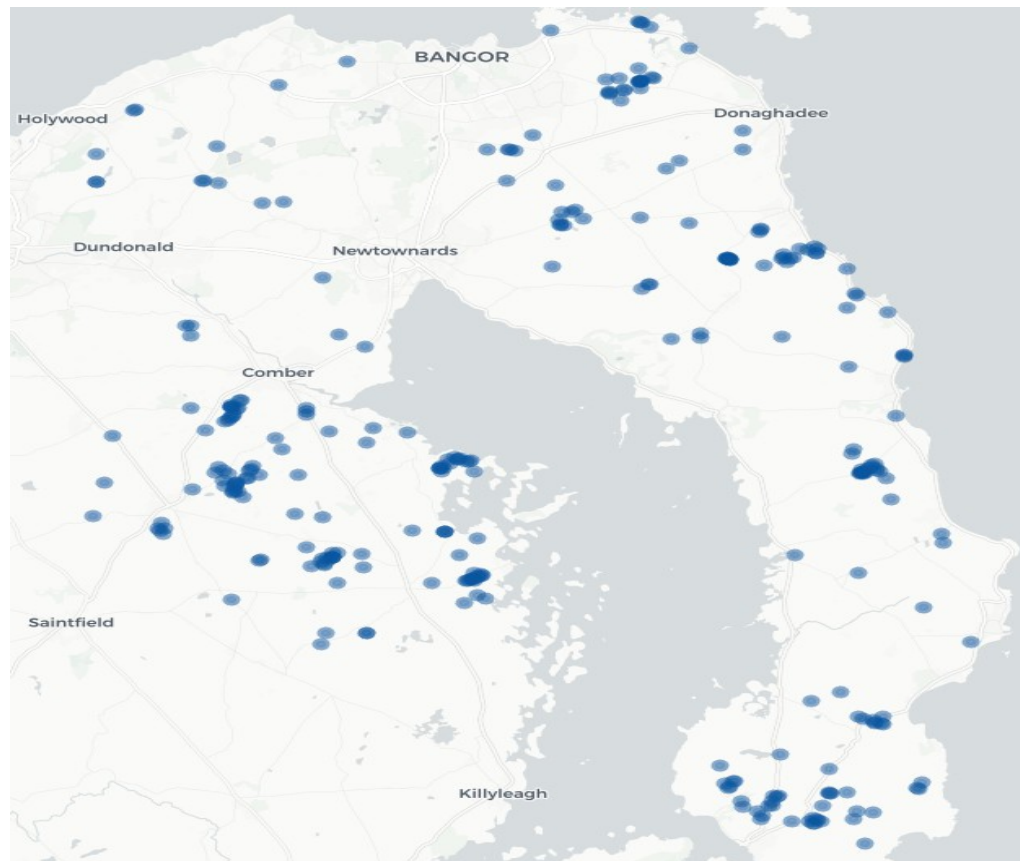 BANGOR
Holywood
Donaghadee
Dundonald
Newtownards
Comber
Saintfield
Killyleagh